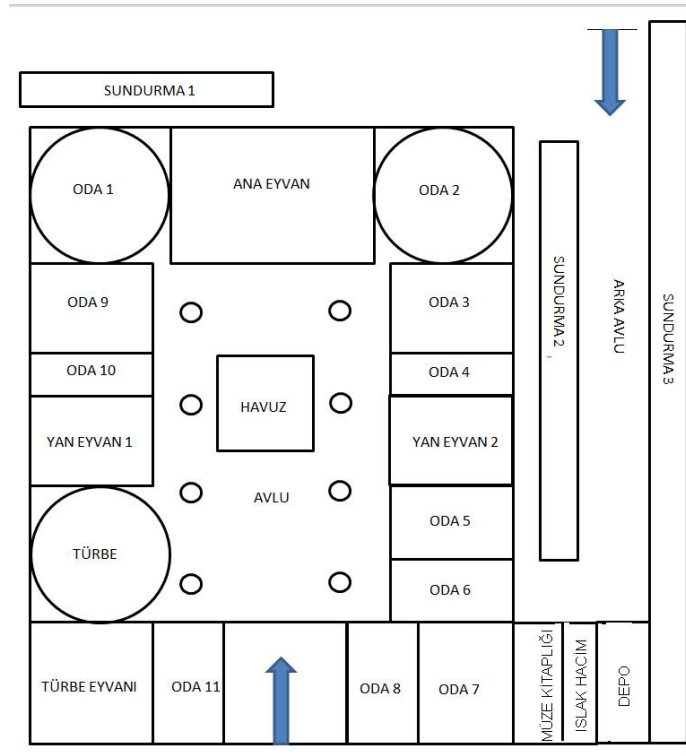 SUNDURMA 1
ODA 1
ANA EYVAN
ODA 2
ODA 9
ODA 3
ODA 10
ODA 4
HAVUZ
YAN EYVAN 1
YAN EYVAN 2
AVLU
ODA 5
TÜRBE
ODA 6
SUNDURMA 2
ARKA AVLU
SUNDURMA 3
TÜRBE EYVANI
ODA 11
ODA 8
ODA 7
MÜZE KİTAPLIĞI
ISLAK HACİM
DEPO